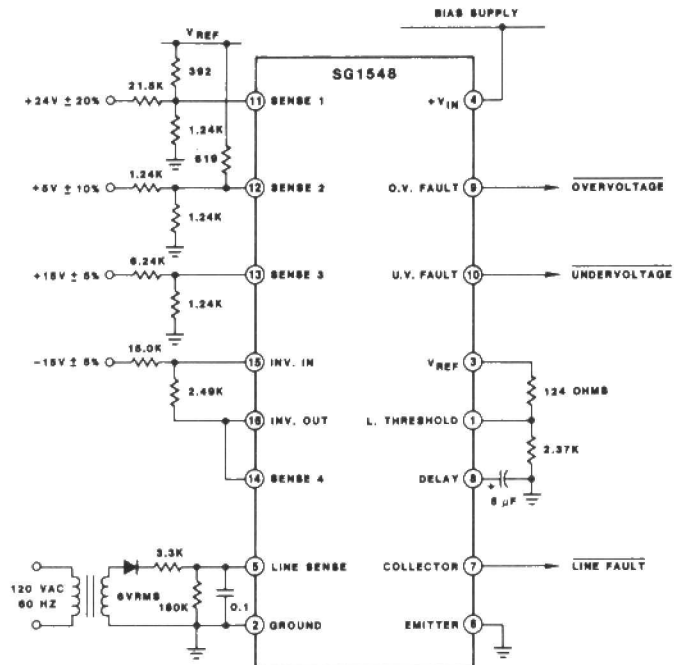 BIAS SUPPLY
V REF
SG1548
392
21.5K
+24V ± 20%
11 SENSE 1
+VIN 4
1.24K
619
1.24K
+5V ± 10%
12 SENSE 2
O.V. FAULT 9
OVERVOLTAGE
1.24K
6.24K
+15V ± 5%
13 SENSE 3
U.V. FAULT 10
UNDERVOLTAGE
1.24K
15.0K
-15V ± 5%
15 INV. IN
VREF 3
124 OHMS
2.49K
16 INV. OUT
L. THRESHOLD 1
2.37K
14 SENSE 4
DELAY 8
+
5 µF
3.3K
5 LINE SENSE
COLLECTOR 7
LINE FAULT
120 VAC
60 HZ
6VRMS
150K
0.1
2 GROUND
EMITTER 6